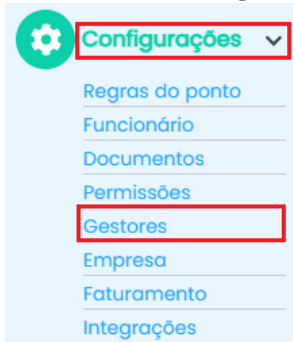 Configurações
Regras do ponto
Funcionário
Documentos
Permissões
Gestores
Empresa
Faturamento
Integrações